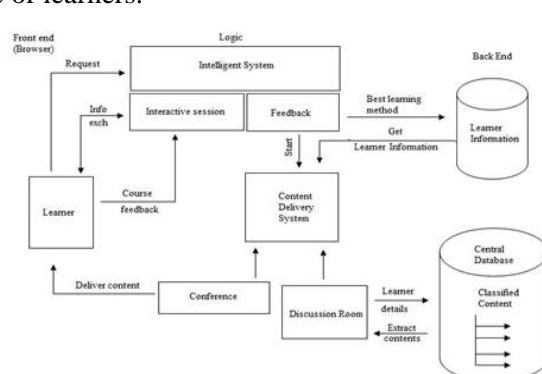 e of learners.
Front end
(Browser)
Logic
Back End
Request
Intelligent System
Info
exch
Interactive session
Feedback
Best learning
method
Get
Learner Information
Learner
Information
Start
Learner
Course
feedback
Content
Delivery
System
Central
Database
Classified
Content
Deliver content
Conference
Discussion Room
Learner
details
Extract
contents